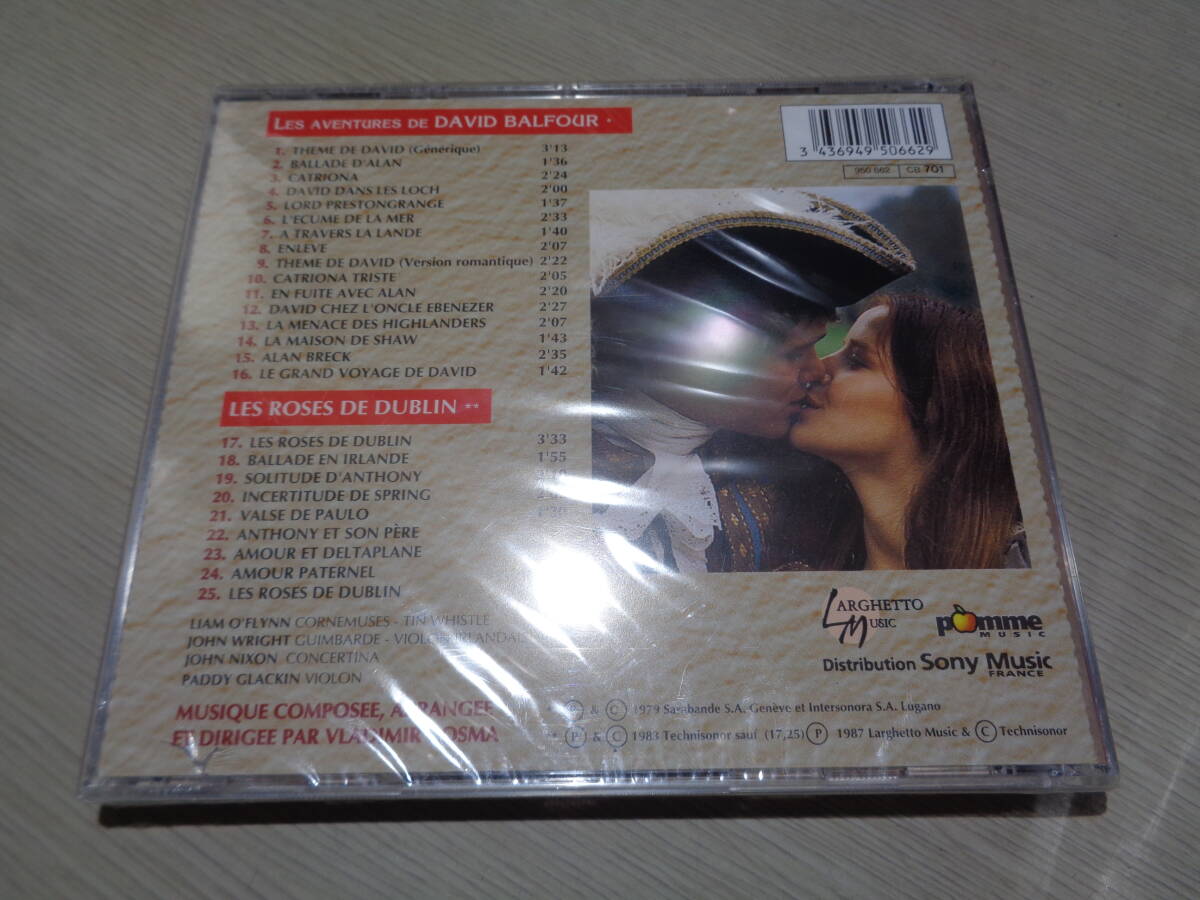 LES AVENTURES DE DAVID BALFOUR *
1. THEME DE DAVID (Générique) 3'13
2. BALLADE D'ALAN 1'36
3. CATRIONA 2'24
4. DAVID DANS LES LOCH 2'00
5. LORD PRESTONGRANGE 1'37
6. L'ECUME DE LA MER 2'33
7. A TRAVERS LA LANDE 1'40
8. ENLEVE 2'07
9. THEME DE DAVID (Version romantique) 2'22
10. CATRIONA TRISTE 2'05
11. EN FUITE AVEC ALAN 2'20
12. DAVID CHEZ L'ONCLE EBENEZER 2'27
13. LA MENACE DES HIGHLANDERS 2'07
14. LA MAISON DE SHAW 1'43
15. ALAN BRECK 2'35
16. LE GRAND VOYAGE DE DAVID 1'42
LES ROSES DE DUBLIN **
17. LES ROSES DE DUBLIN 3'33
18. BALLADE EN IRLANDE 1'55
19. SOLITUDE D'ANTHONY
20. INCERTITUDE DE SPRING
21. VALSE DE PAULO
22. ANTHONY ET SON PÈRE
23. AMOUR ET DELTAPLANE
24. AMOUR PATERNEL
25. LES ROSES DE DUBLIN
LIAM O'FLYNN CORNEMUSES - TIN WHISTLE
JOHN WRIGHT GUIMBARDE - VIOLON IRLANDAIS
JOHN NIXON CONCERTINA
PADDY GLACKIN VIOLON
MUSIQUE COMPOSEE, ARRANGEE
ET DIRIGEE PAR VLADIMIR COSMA
3 436949 506629
950 662 CB 701
LARGHETTO MUSIC
pomme MUSIC
Distribution Sony Music FRANCE
* Ⓟ & Ⓒ 1979 Sarabande S.A. Genève et Intersonora S.A. Lugano
** Ⓟ & Ⓒ 1983 Technisonor sauf (17,25) Ⓟ 1987 Larghetto Music & Ⓒ Technisonor